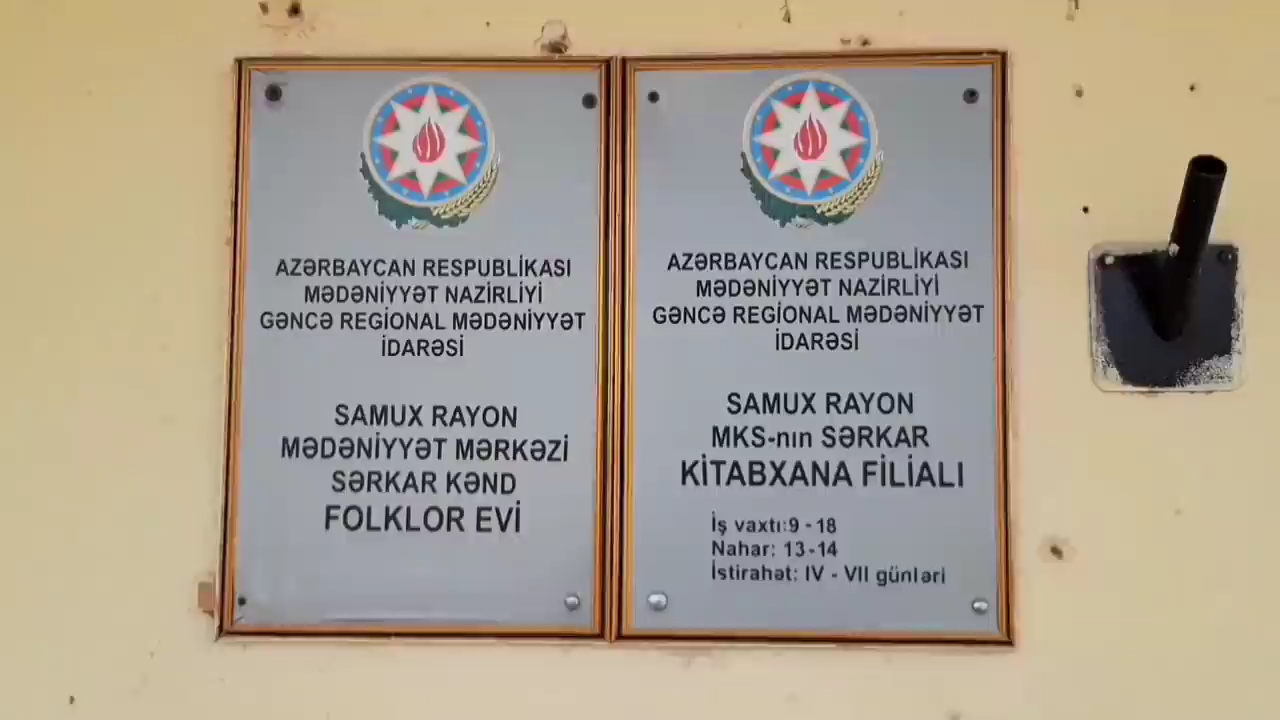 AZƏRBAYCAN RESPUBLİKASI
MƏDƏNİYYƏT NAZİRLİYİ
GƏNCƏ REGİONAL MƏDƏNİYYƏT
İDARƏSİ
SAMUX RAYON
MƏDƏNİYYƏT MƏRKƏZİ
SƏRKAR KƏND
FOLKLOR EVİ
AZƏRBAYCAN RESPUBLİKASI
MƏDƏNİYYƏT NAZİRLİYİ
GƏNCƏ REGİONAL MƏDƏNİYYƏT
İDARƏSİ
SAMUX RAYON
MKS-nın SƏRKAR
KİTABXANA FİLİALI
İş vaxtı:9 - 18
Nahar: 13-14
İstirahət: IV - VII günləri